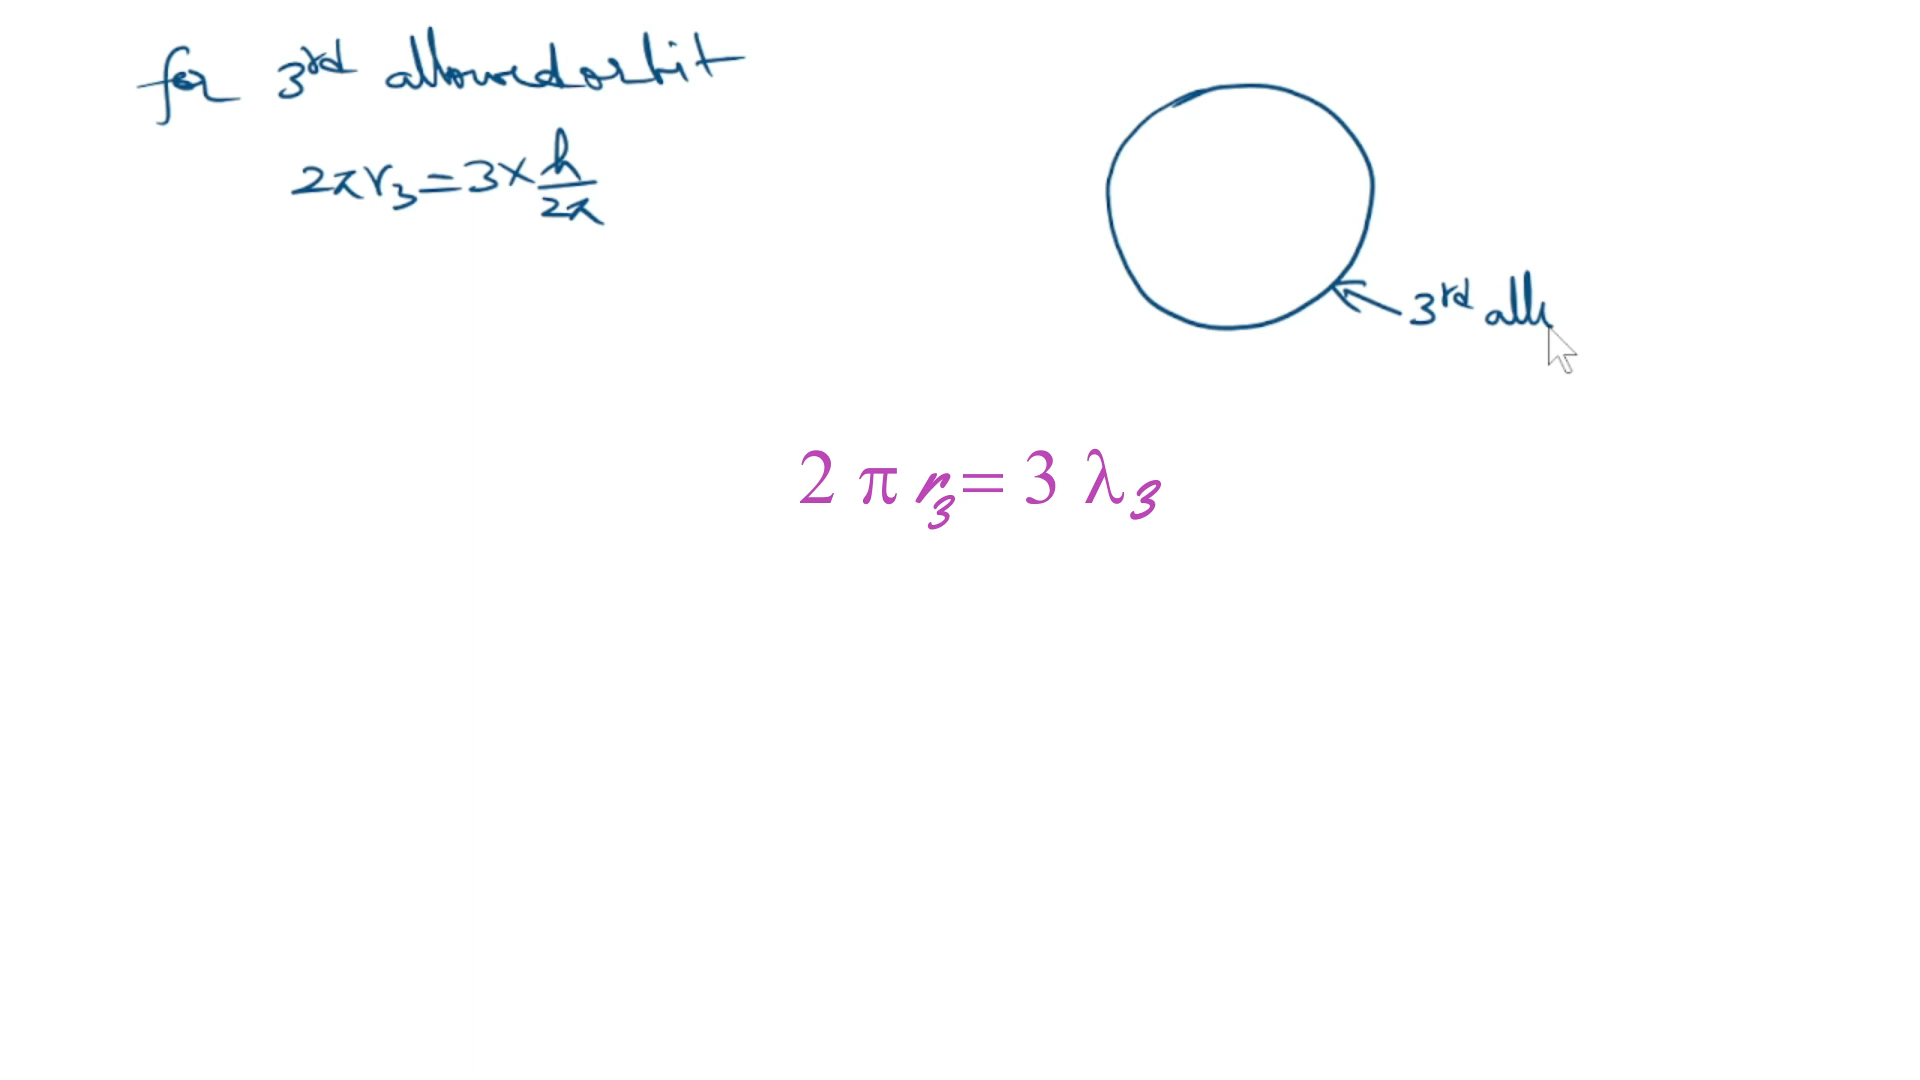 for 3rd allowed orbit
2πr₃ = 3 × h/2π
3rd all
2 π r₃ = 3 λ₃